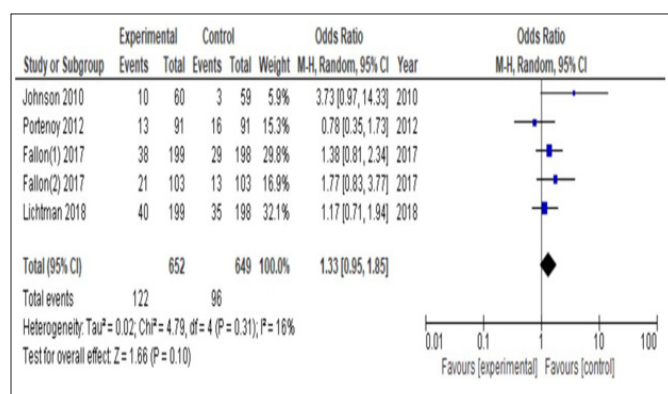 Experimental Control Odds Ratio Odds Ratio
Study or Subgroup Events Total Events Total Weight M-H, Random, 95% CI Year M-H, Random, 95% CI
Johnson 2010 10 60 3 59 5.9% 3.73 [0.97, 14.33] 2010
Portenoy 2012 13 91 16 91 15.3% 0.78 [0.35, 1.73] 2012
Fallon(1) 2017 38 199 29 198 29.8% 1.38 [0.81, 2.34] 2017
Fallon(2) 2017 21 103 13 103 16.9% 1.77 [0.83, 3.77] 2017
Lichtman 2018 40 199 35 198 32.1% 1.17 [0.71, 1.94] 2018
Total (95% CI) 652 649 100.0% 1.33 [0.95, 1.85]
Total events 122 96
Heterogeneity: Tau² = 0.02; Chi² = 4.79, df = 4 (P = 0.31); I² = 16%
Test for overall effect: Z = 1.66 (P = 0.10)
0.01 0.1 1 10 100
Favours [experimental] Favours [control]